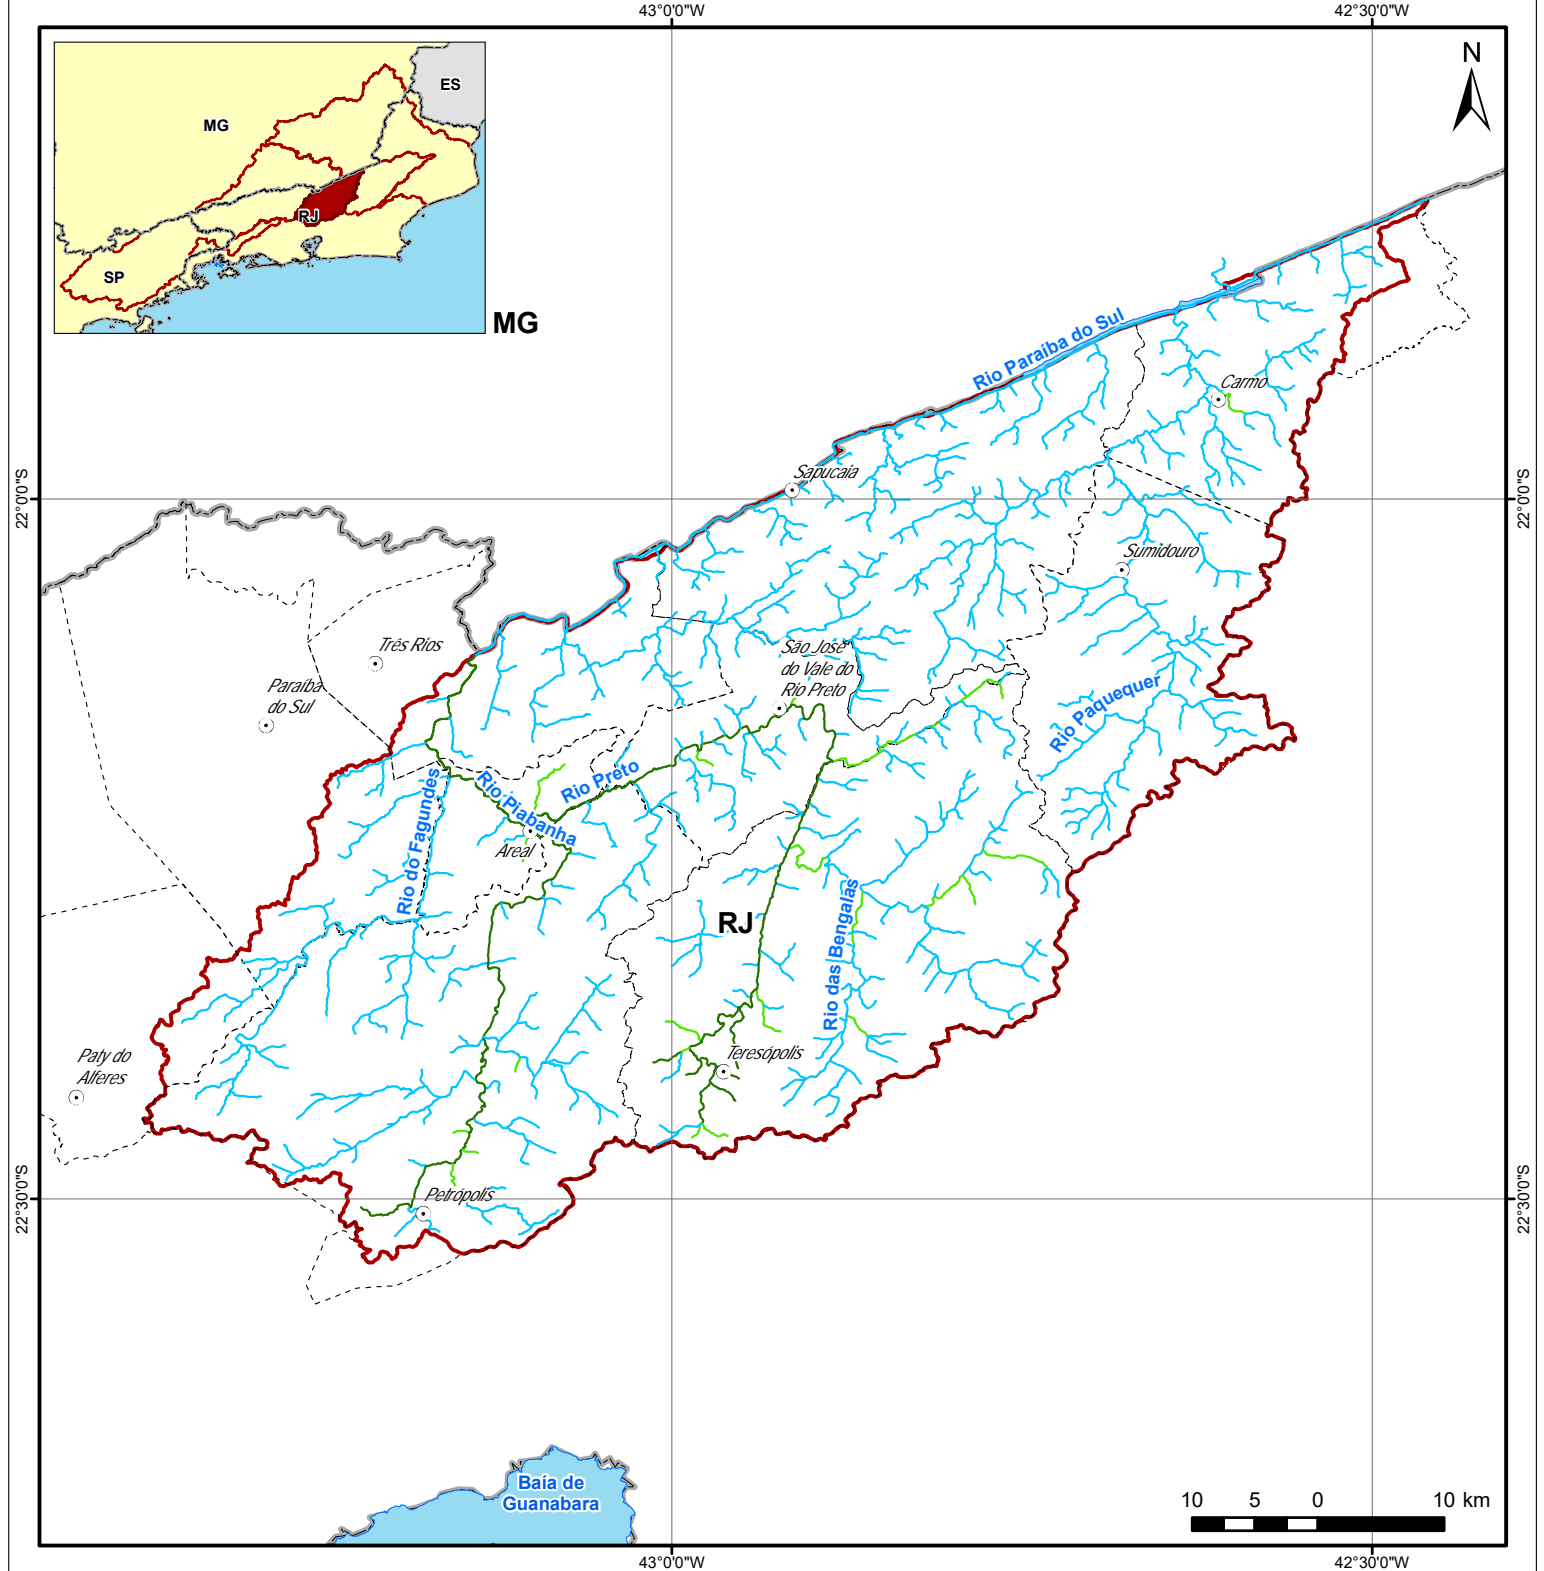 43°0'0"W
42°30'0"W
ES
MG
RJ
SP
MG
N
Rio Paraíba do Sul
Carmo
Sapucaia
22°0'0"S
22°0'0"S
Sumidouro
Três Rios
São José
do Vale do
Rio Preto
Paraíba
do Sul
Rio Paquequer
Rio Preto
Rio Piabanha
Rio do Fagundes
Areal
RJ
Rio das Bengalas
Paty do
Alferes
Teresópolis
Petrópolis
22°30'0"S
22°30'0"S
Baía de
Guanabara
10 5 0 10 km
43°0'0"W
42°30'0"W